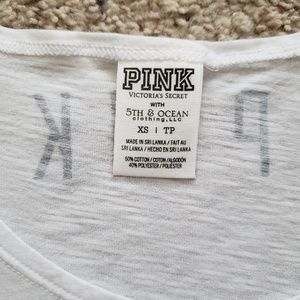 PINK
VICTORIA'S SECRET
WITH
5TH & OCEAN
clothing, LLC
XS | TP
MADE IN SRI LANKA / FAIT AU
SRI LANKA / HECHO EN SRI LANKA
60% COTTON / COTON / ALGODÓN
40% POLYESTER / POLIÉSTER
K